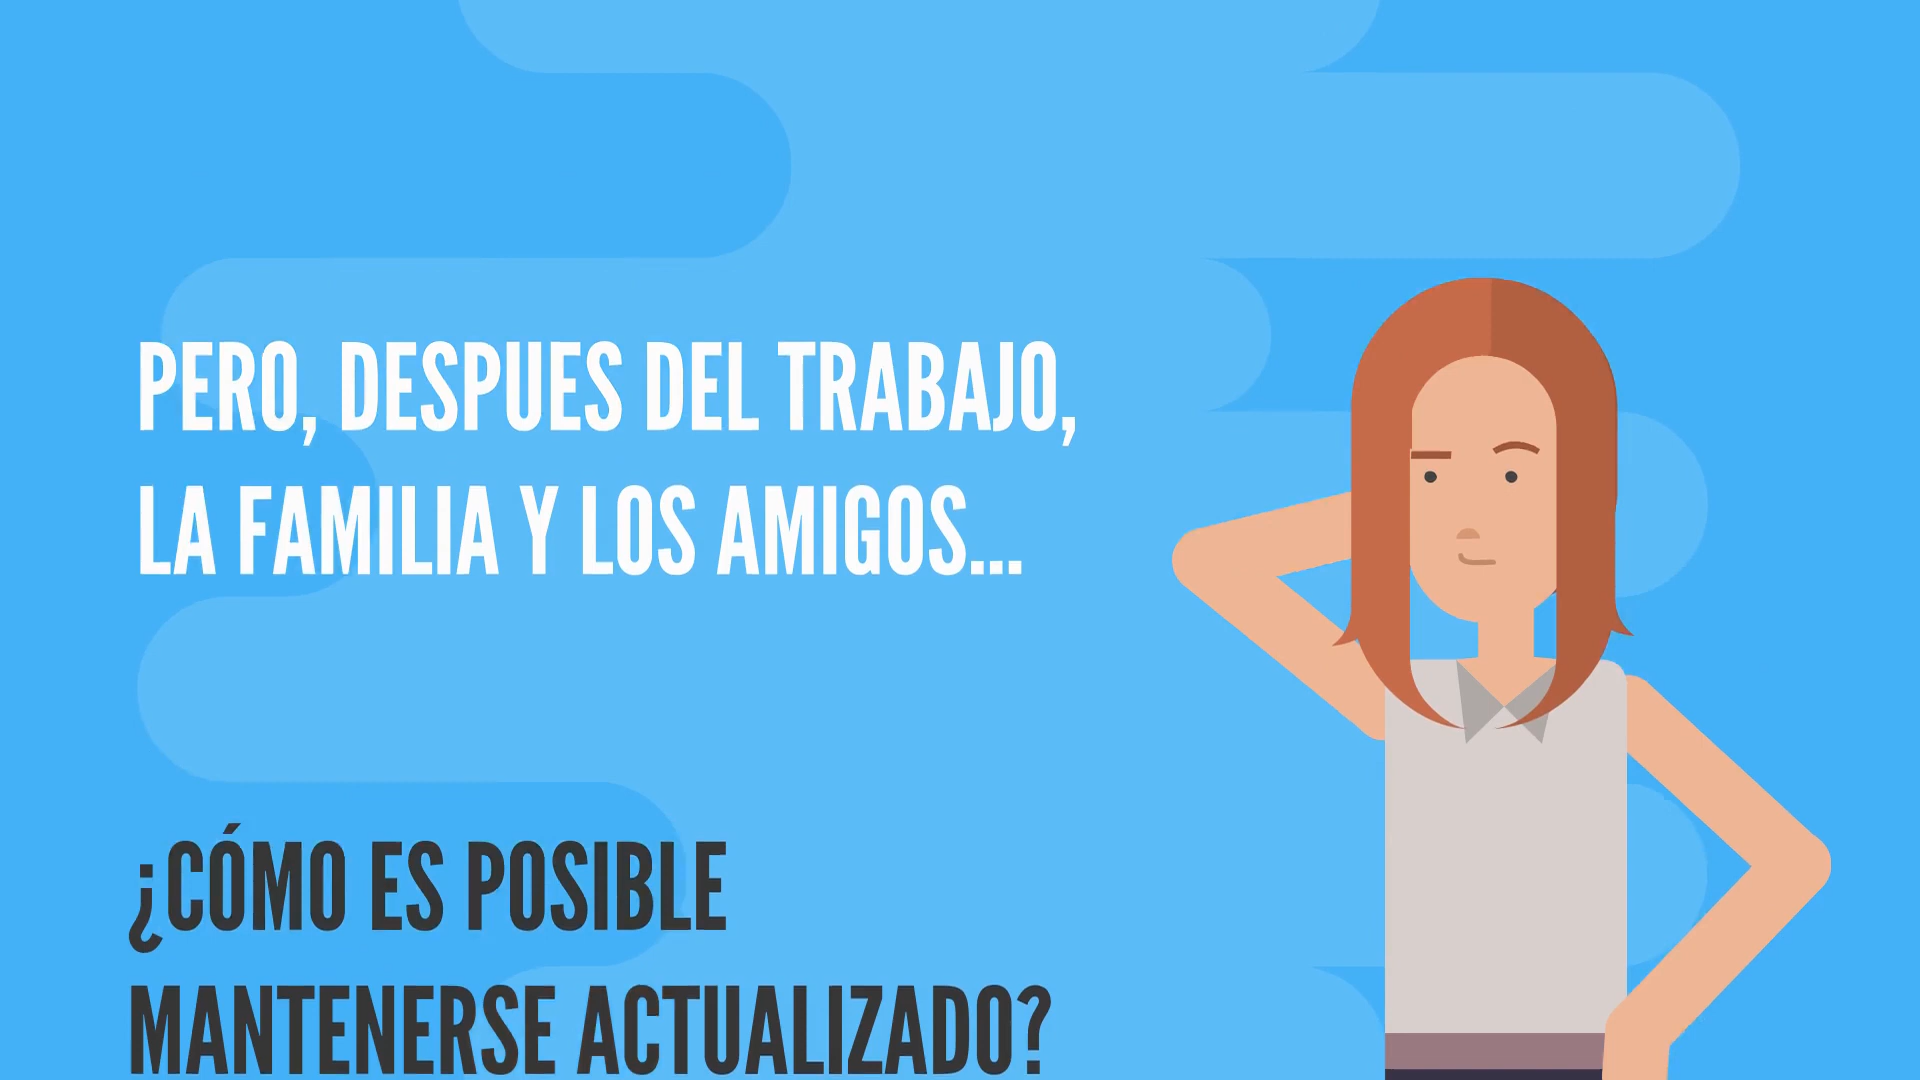 PERO, DESPUES DEL TRABAJO,
LA FAMILIA Y LOS AMIGOS...
¿CÓMO ES POSIBLE
MANTENERSE ACTUALIZADO?